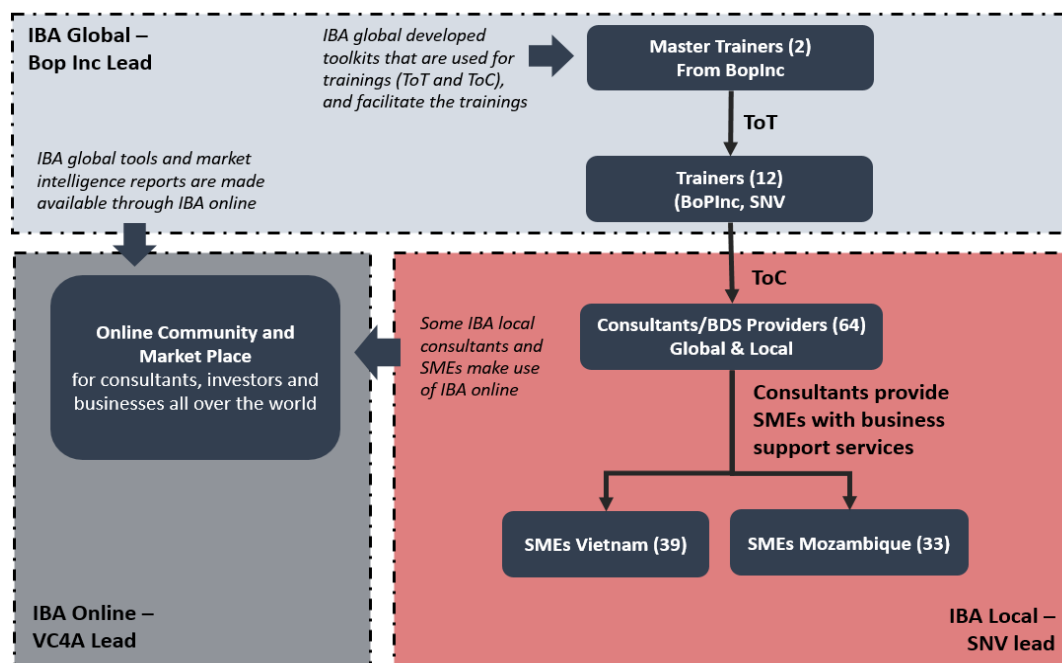 IBA Global –
Bop Inc Lead
IBA global developed
toolkits that are used for
trainings (ToT and ToC),
and facilitate the trainings
Master Trainers (2)
From BopInc
ToT
IBA global tools and market
intelligence reports are made
available through IBA online
Trainers (12)
(BoPInc, SNV
ToC
Online Community and
Market Place
for consultants, investors and
businesses all over the world
Some IBA local
consultants and
SMEs make use
of IBA online
Consultants/BDS Providers (64)
Global & Local
Consultants provide
SMEs with business
support services
SMEs Vietnam (39)
SMEs Mozambique (33)
IBA Online –
VC4A Lead
IBA Local –
SNV lead